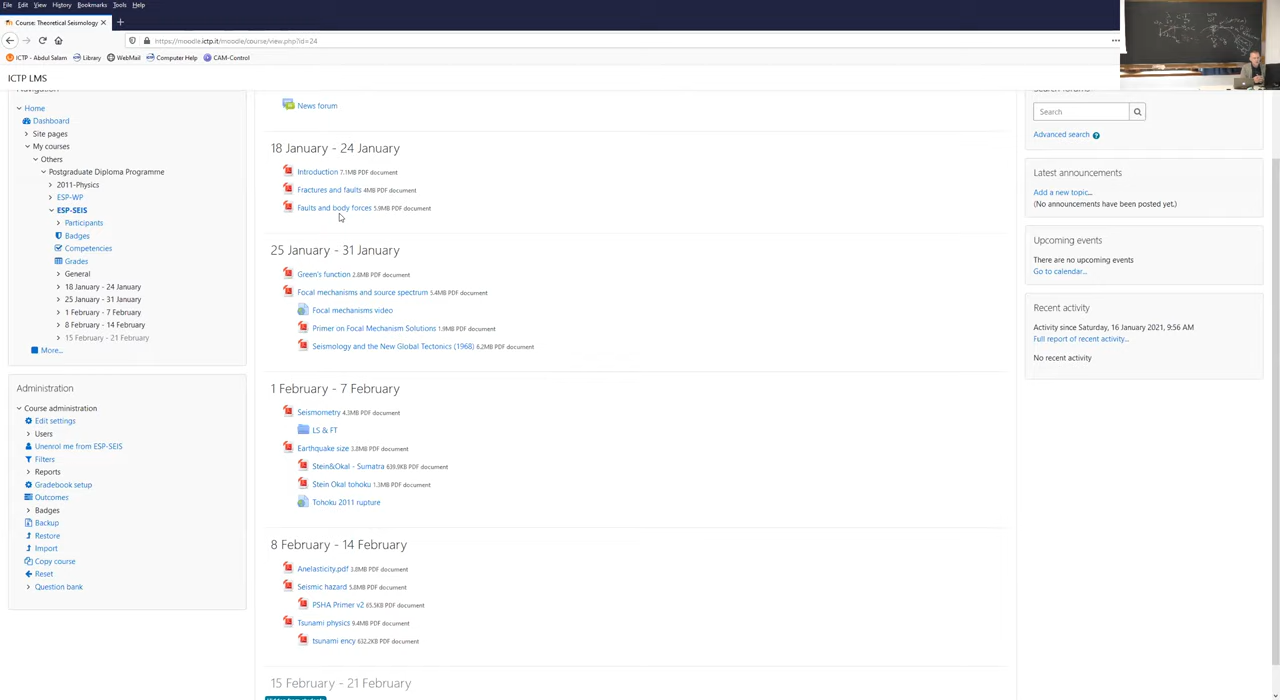 File Edit View History Bookmarks Tools Help
Course: Theoretical Seismology
https://moodle.ictp.it/moodle/course/view.php?id=24
ICTP - Abdul Salam Library WebMail Computer Help CAM-Control
ICTP LMS
Navigation
Home
Dashboard
Site pages
My courses
Others
Postgraduate Diploma Programme
2011-Physics
ESP-WP
ESP-SEIS
Participants
Badges
Competencies
Grades
General
18 January - 24 January
25 January - 31 January
1 February - 7 February
8 February - 14 February
15 February - 21 February
More...
Administration
Course administration
Edit settings
Users
Unenrol me from ESP-SEIS
Filters
Reports
Gradebook setup
Outcomes
Badges
Backup
Restore
Import
Copy course
Reset
Question bank
News forum
18 January - 24 January
Introduction 7.1MB PDF document
Fractures and faults 4MB PDF document
Faults and body forces 5.9MB PDF document
25 January - 31 January
Green's function 2.8MB PDF document
Focal mechanisms and source spectrum 5.4MB PDF document
Focal mechanisms video
Primer on Focal Mechanism Solutions 1.9MB PDF document
Seismology and the New Global Tectonics (1968) 6.2MB PDF document
1 February - 7 February
Seismometry 4.3MB PDF document
LS & FT
Earthquake size 3.8MB PDF document
Stein&Okal - Sumatra 639.9KB PDF document
Stein Okal tohoku 1.3MB PDF document
Tohoku 2011 rupture
8 February - 14 February
Anelasticity.pdf 3.8MB PDF document
Seismic hazard 5.8MB PDF document
PSHA Primer v2 65.5KB PDF document
Tsunami physics 9.4MB PDF document
tsunami ency 632.2KB PDF document
15 February - 21 February
Search forums
Search
Advanced search
Latest announcements
Add a new topic...
(No announcements have been posted yet.)
Upcoming events
There are no upcoming events
Go to calendar...
Recent activity
Activity since Saturday, 16 January 2021, 9:56 AM
Full report of recent activity...
No recent activity